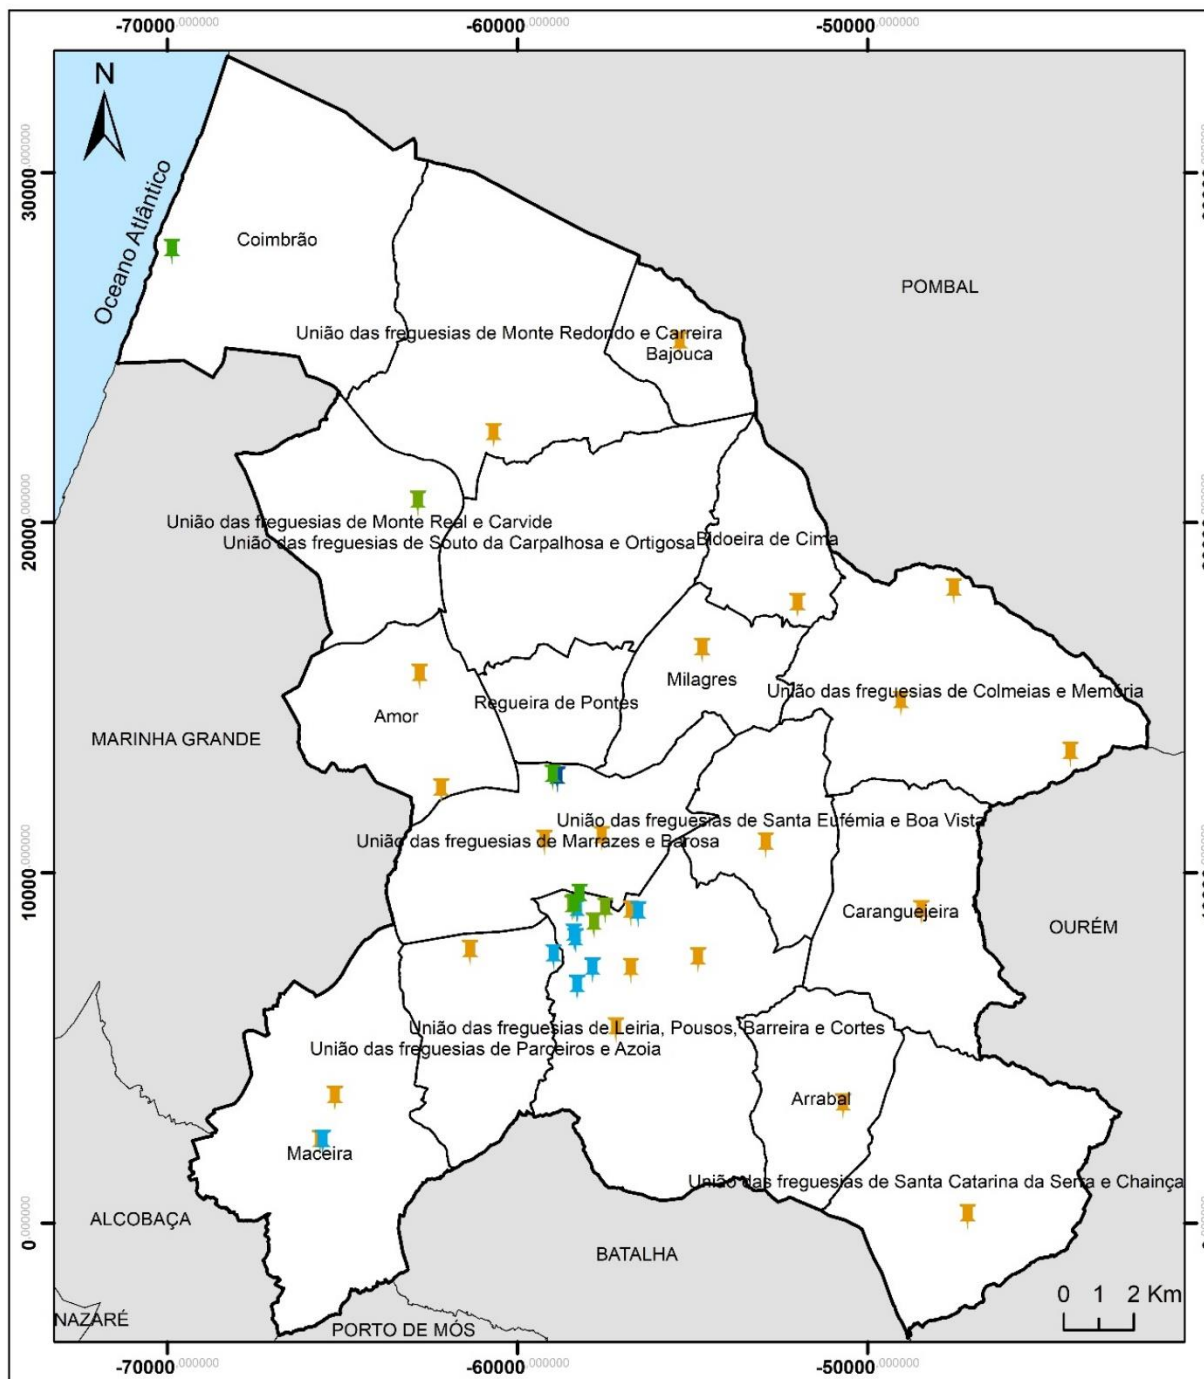 -70000,000000 -60000,000000 -50000,000000
N
30000,000000
Oceano Atlântico
Coimbrão
POMBAL
União das freguesias de Monte Redondo e Carreira
Bajouca
20000,000000
União das freguesias de Monte Real e Carvide
União das freguesias de Souto da Carpalhosa e Ortigosa
Bidoeira de Cima
Milagres
União das freguesias de Colmeias e Memória
Regueira de Pontes
Amor
MARINHA GRANDE
União das freguesias de Santa Eufémia e Boa Vista
União das freguesias de Marrazes e Barosa
10000,000000
Caranguejeira
OURÉM
União das freguesias de Leiria, Pousos, Barreira e Cortes
União das freguesias de Parceiros e Azoia
Arrabal
Maceira
União das freguesias de Santa Catarina da Serra e Chainça
0,000000
ALCOBAÇA
BATALHA
0 1 2 Km
NAZARÉ
PORTO DE MÓS
-70000,000000 -60000,000000 -50000,000000